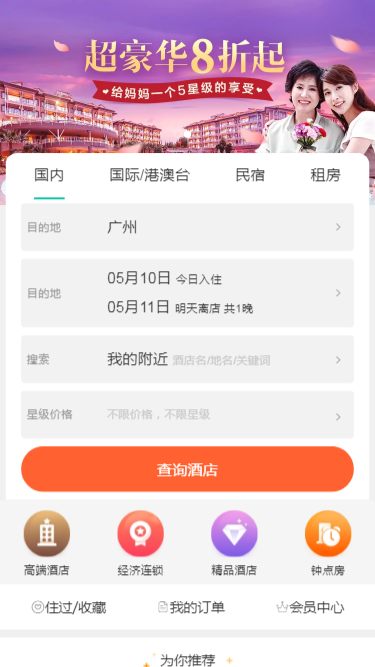 超豪华8折起
给妈妈一个5星级的享受
国内 国际/港澳台 民宿 租房
目的地 广州
目的地 05月10日 今日入住
05月11日 明天离店 共1晚
搜索 我的附近 酒店名/地名/关键词
星级价格 不限价价，不限星级
查询酒店
高端酒店 经济连锁 精品酒店 钟点房
住过/收藏 我的订单 会员中心
为你推荐